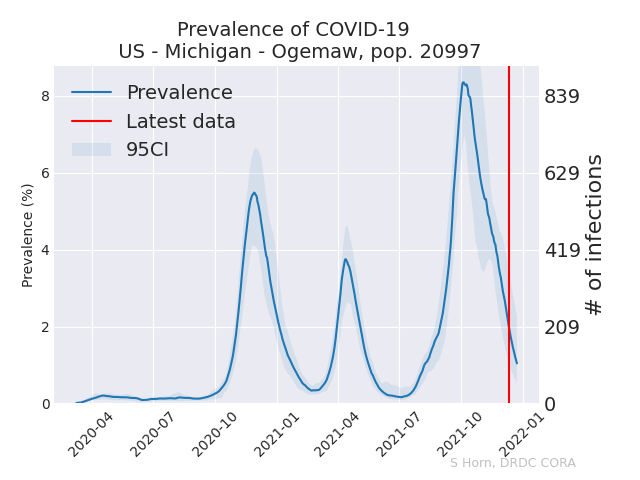 Prevalence of COVID-19
US - Michigan - Ogemaw, pop. 20997
Prevalence
Latest data
95CI
Prevalence (%)
8
6
4
2
0
839
629
419
209
0
# of infections
2020-04
2020-07
2020-10
2021-01
2021-04
2021-07
2021-10
2022-01
S Horn, DRDC CORA